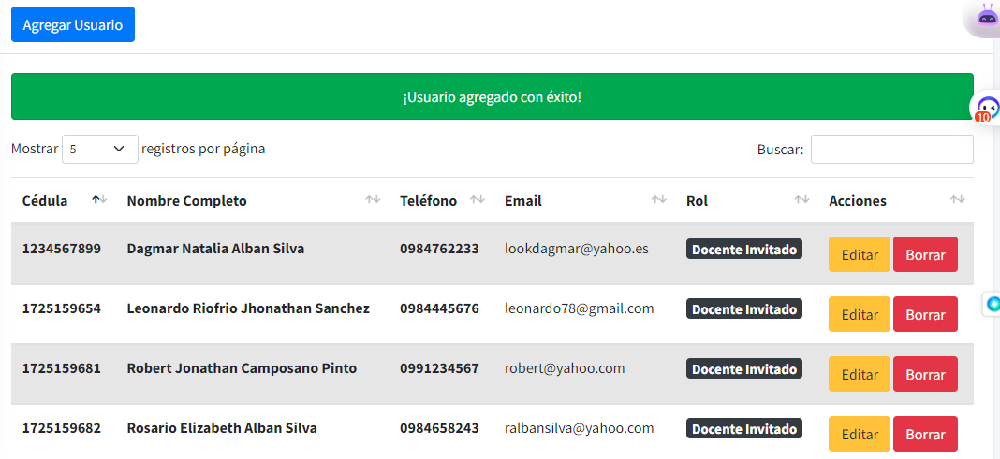 Agregar Usuario
¡Usuario agregado con éxito!
Mostrar 5 registros por página Buscar:
Cédula Nombre Completo Teléfono Email Rol Acciones
1234567899 Dagmar Natalia Alban Silva 0984762233 lookdagmar@yahoo.es Docente Invitado Editar Borrar
1725159654 Leonardo Riofrio Jhonathan Sanchez 0984445676 leonardo78@gmail.com Docente Invitado Editar Borrar
1725159681 Robert Jonathan Camposano Pinto 0991234567 robert@yahoo.com Docente Invitado Editar Borrar
1725159682 Rosario Elizabeth Alban Silva 0984658243 ralbansilva@yahoo.com Docente Invitado Editar Borrar
10